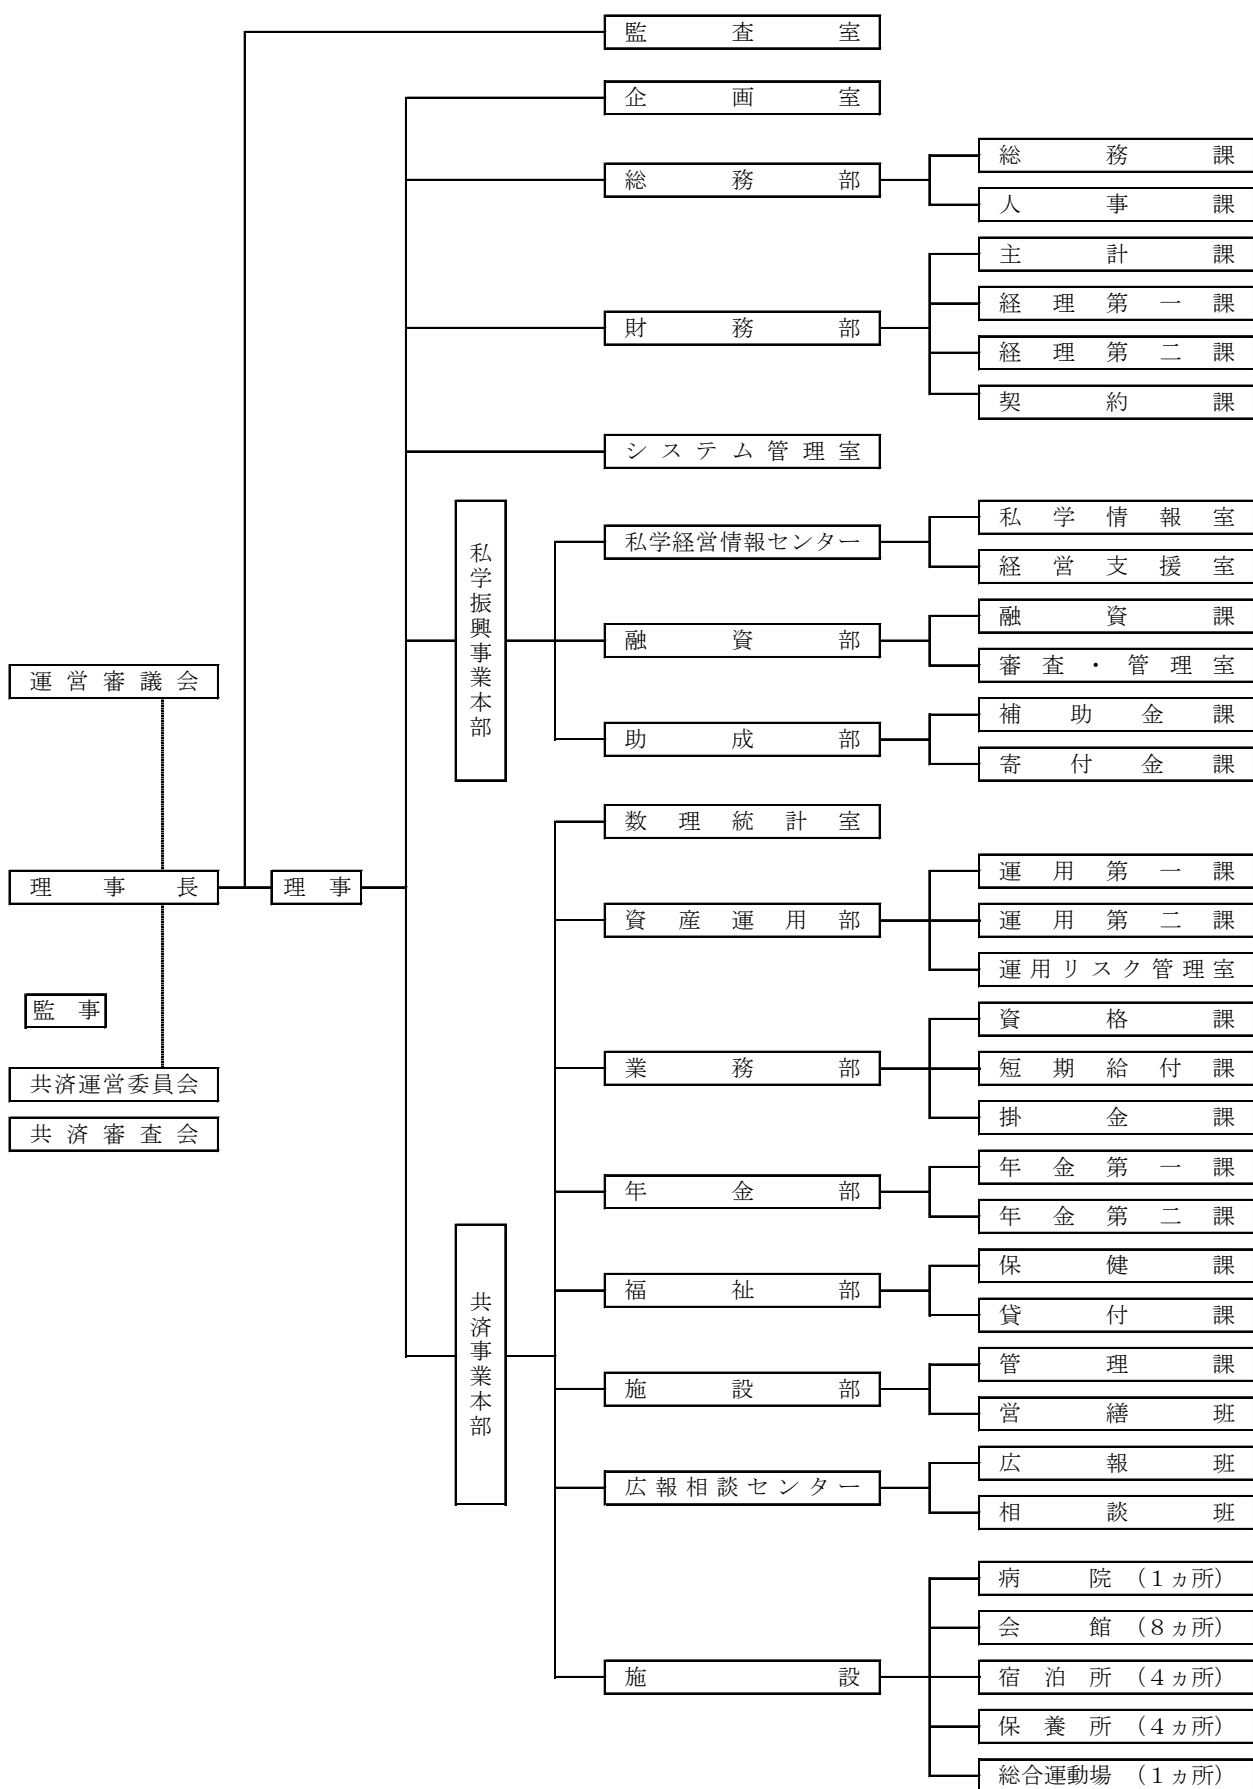 監査室
企画室
総務部
総務課
人事課
財務部
主計課
経理第一課
経理第二課
契約課
システム管理室
私学振興事業本部
私学経営情報センター
私学情報室
経営支援室
融資部
融資課
審査・管理室
助成部
補助金課
寄付金課
運営審議会
理事長
理事
監事
共済運営委員会
共済審査会
共済事業本部
数理統計室
資産運用部
運用第一課
運用第二課
運用リスク管理室
業務部
資格課
短期給付課
掛金課
年金部
年金第一課
年金第二課
福祉部
保健課
貸付課
施設部
管理課
営繕班
広報相談センター
広報班
相談班
施設
病院（１ヵ所）
会館（８ヵ所）
宿泊所（４ヵ所）
保養所（４ヵ所）
総合運動場（１ヵ所）